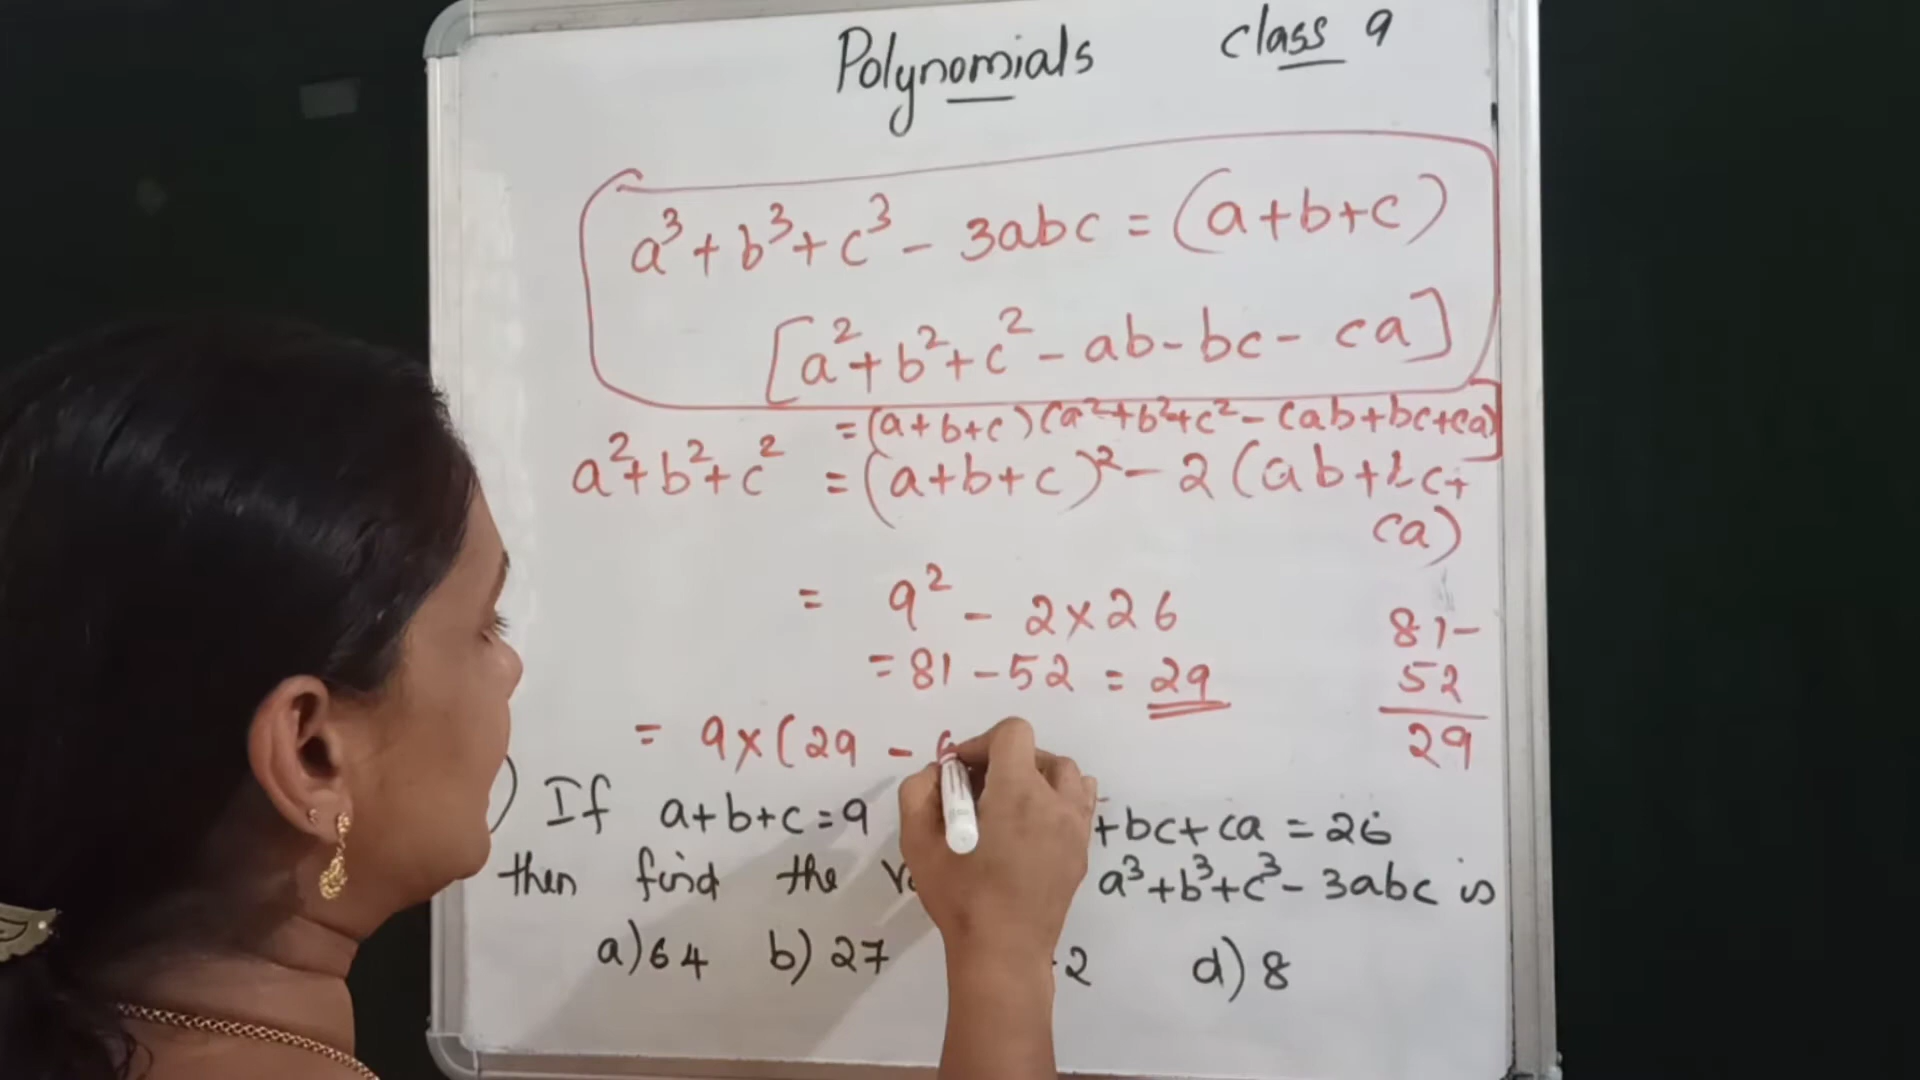 Polynomials class 9
a³ + b³ + c³ - 3abc = (a+b+c)
[a² + b² + c² - ab - bc - ca]
= (a+b+c) (a²+b²+c² - (ab+bc+ca)]
a²+b²+c² = (a+b+c)² - 2 (ab+bc+
ca)
= 9² - 2×26
= 81 - 52 = 29
81-
52
29
= 9×(29 -
) If a+b+c=9 +bc+ca = 26
then find the a³+b³+c³- 3abc is
a) 64 b) 27 2 d) 8